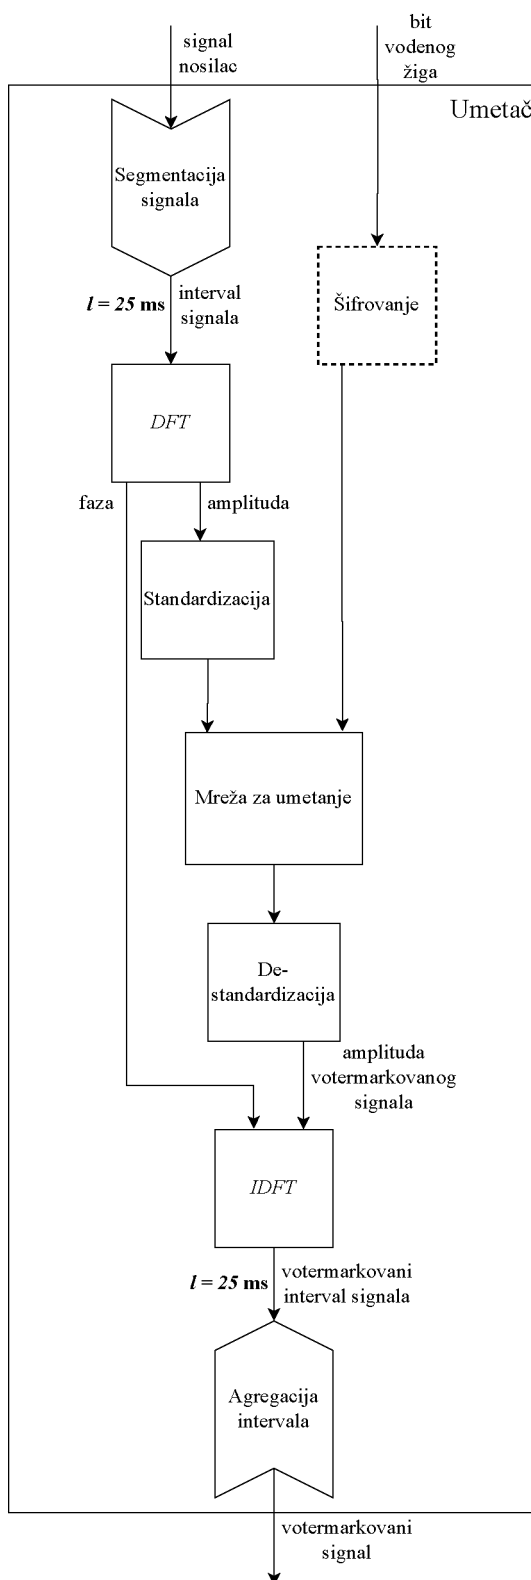 signal
nosilac
bit
vodenog
žiga
Umetač
Segmentacija
signala
l = 25 ms
interval
signala
Šifrovanje
DFT
faza
amplituda
Standardizacija
Mreža za umetanje
De-
standardizacija
amplituda
votermarkovanog
signala
IDFT
l = 25 ms
votermarkovani
interval signala
Agregacija
intervala
votermarkovani
signal